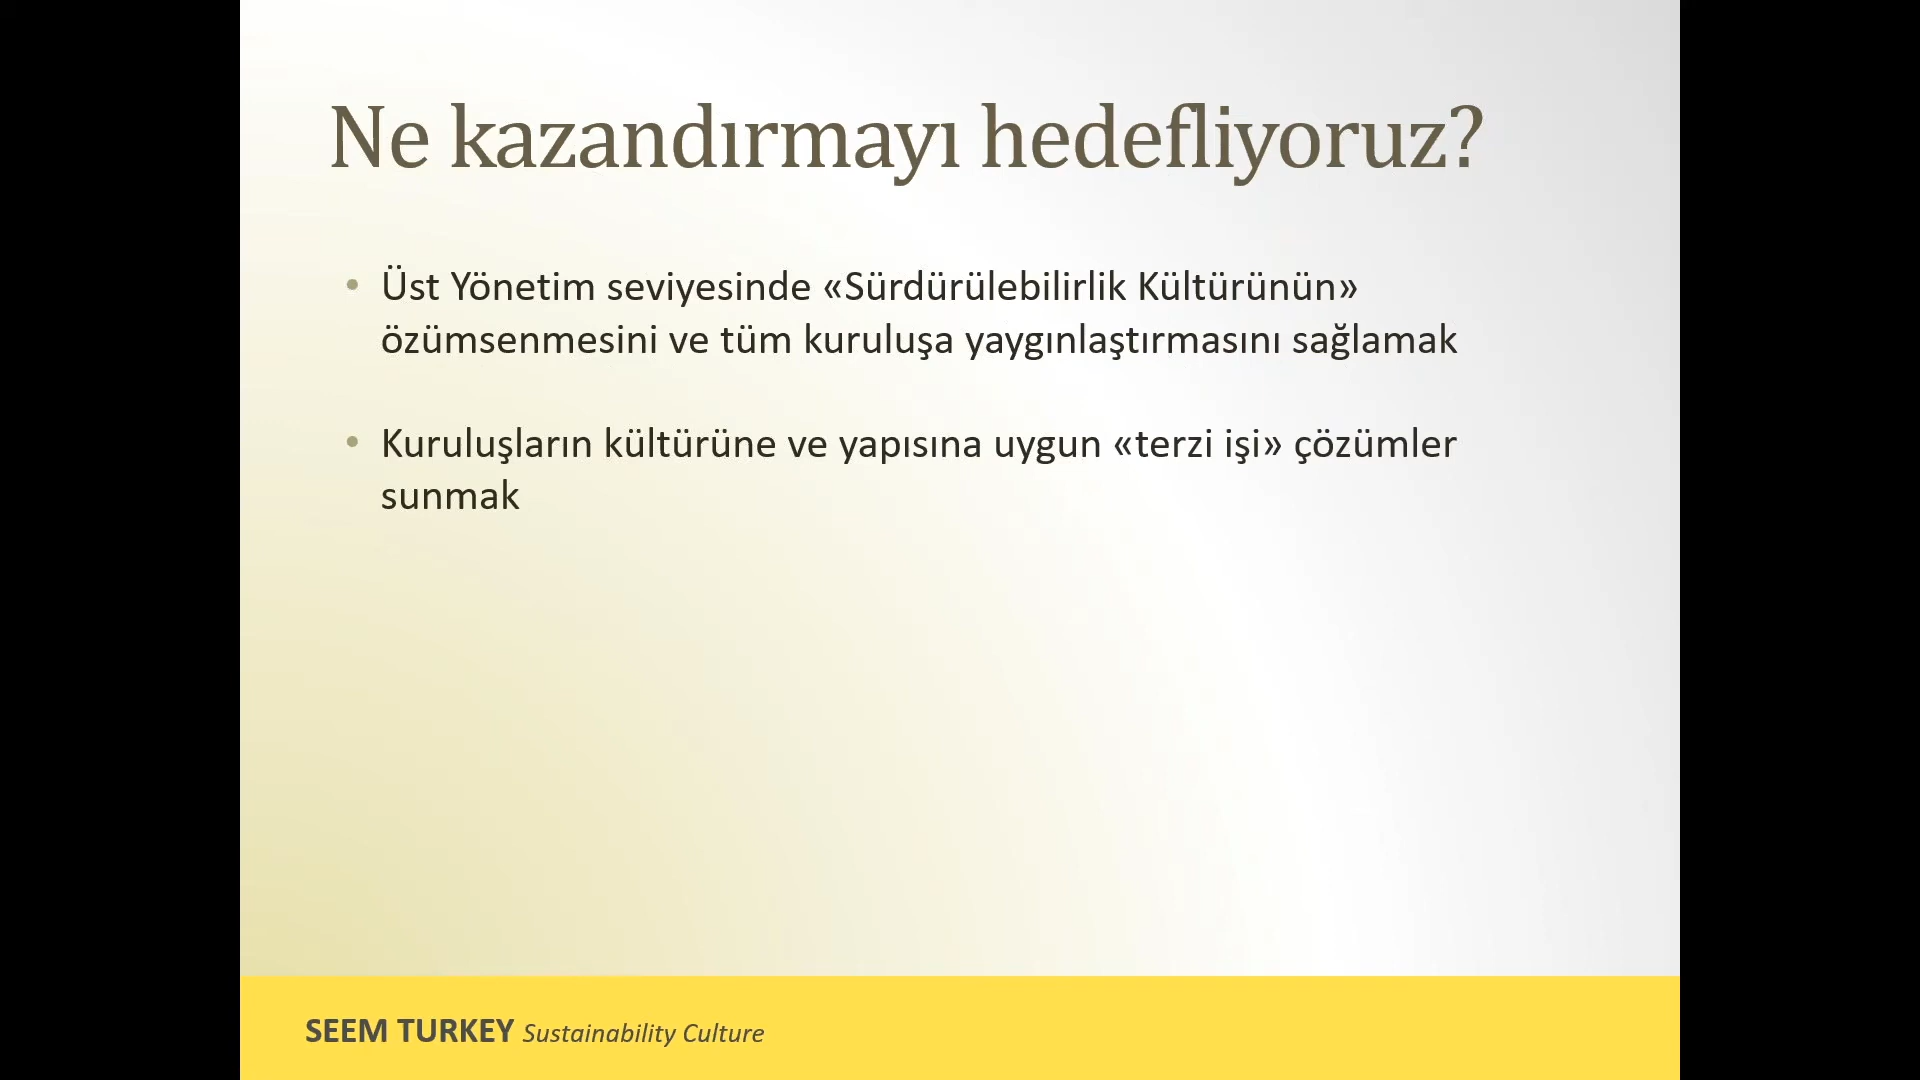 Ne kazandırmayı hedefliyoruz?
• Üst Yönetim seviyesinde «Sürdürülebilirlik Kültürünün»
özümsenmesini ve tüm kuruluşa yaygınlaştırmasını sağlamak
• Kuruluşların kültürüne ve yapısına uygun «terzi işi» çözümler
sunmak
SEEM TURKEY Sustainability Culture